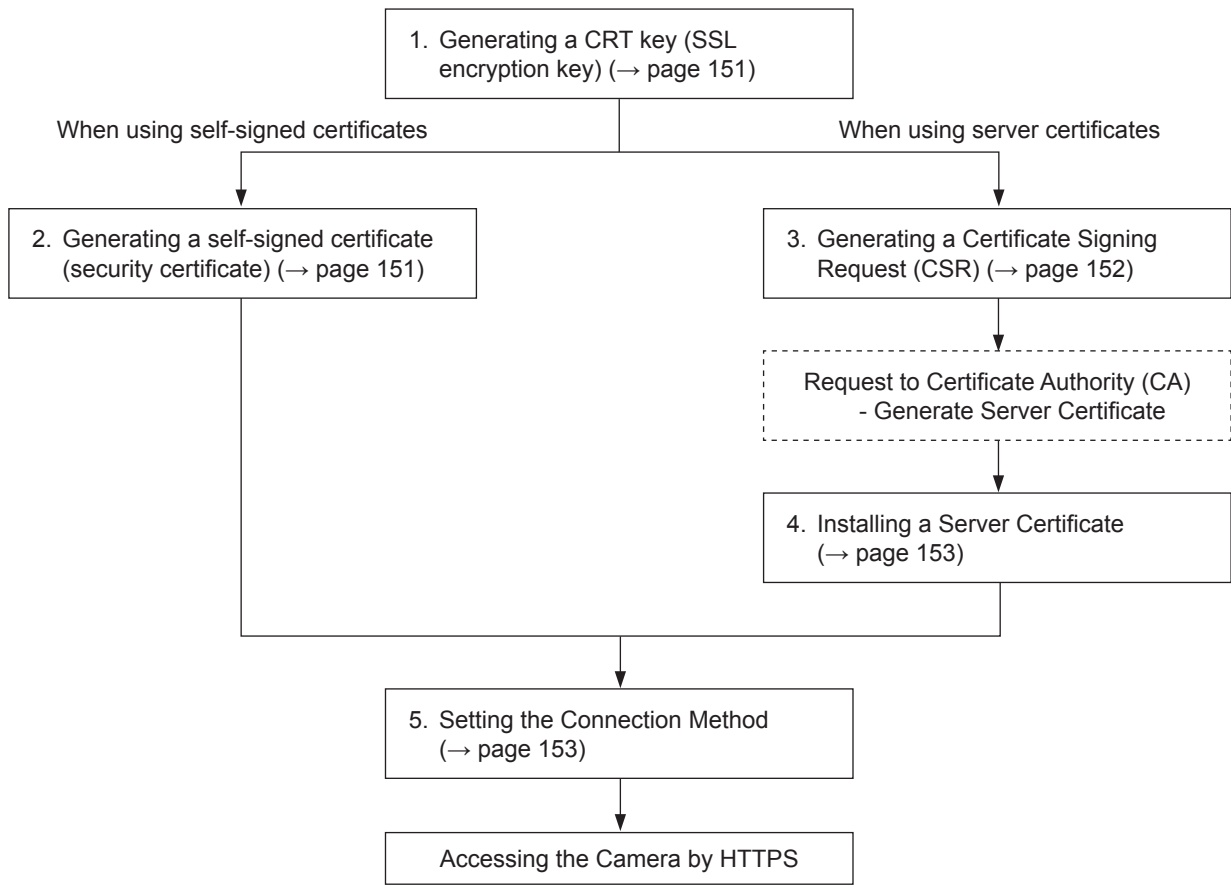 1. Generating a CRT key (SSL
encryption key) (→ page 151)
When using self-signed certificates
When using server certificates
2. Generating a self-signed certificate
(security certificate) (→ page 151)
3. Generating a Certificate Signing
Request (CSR) (→ page 152)
Request to Certificate Authority (CA)
- Generate Server Certificate
4. Installing a Server Certificate
(→ page 153)
5. Setting the Connection Method
(→ page 153)
Accessing the Camera by HTTPS